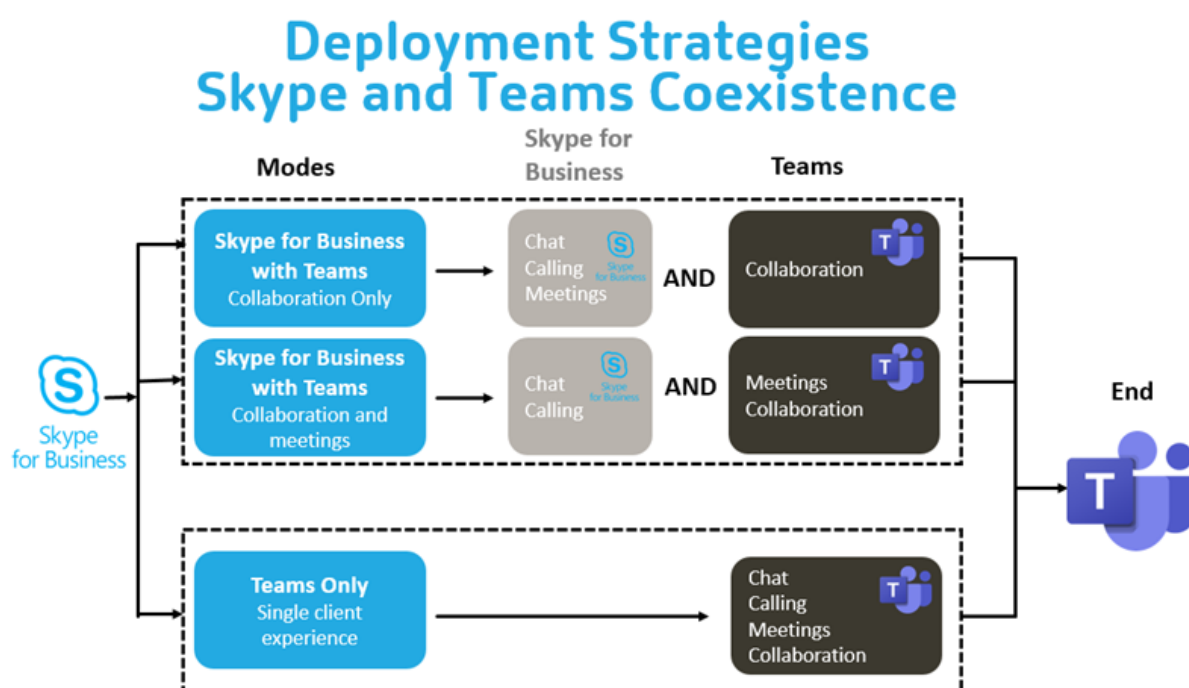 Deployment Strategies
Skype and Teams Coexistence
Modes
Skype for
Business
Teams
Skype for Business
with Teams
Collaboration Only
Chat
Calling
Meetings
S
Skype
for Business
AND
Collaboration
T
Skype for Business
with Teams
Collaboration and
meetings
Chat
Calling
S
Skype
for Business
AND
Meetings
Collaboration
T
S
Skype
for Business
End
T
Teams Only
Single client
experience
Chat
Calling
Meetings
Collaboration
T